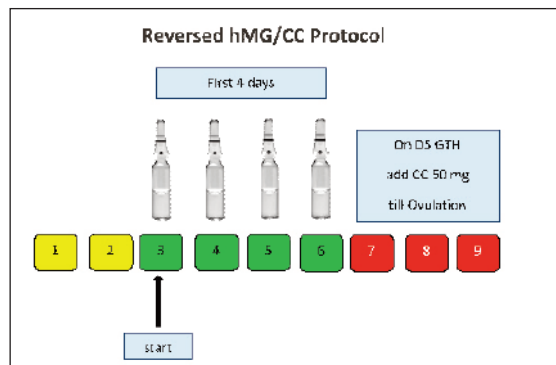 Reversed hMG/CC Protocol
First 4 days
On D5 GTH
add CC 50 mg
till Ovulation
1 2 3 4 5 6 7 8 9
start